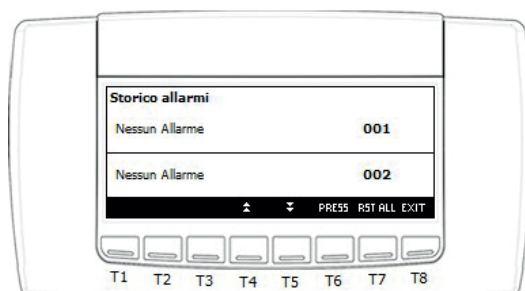 Storico allarmi
Nessun Allarme 001
Nessun Allarme 002
PRESS RST ALL EXIT
T1 T2 T3 T4 T5 T6 T7 T8